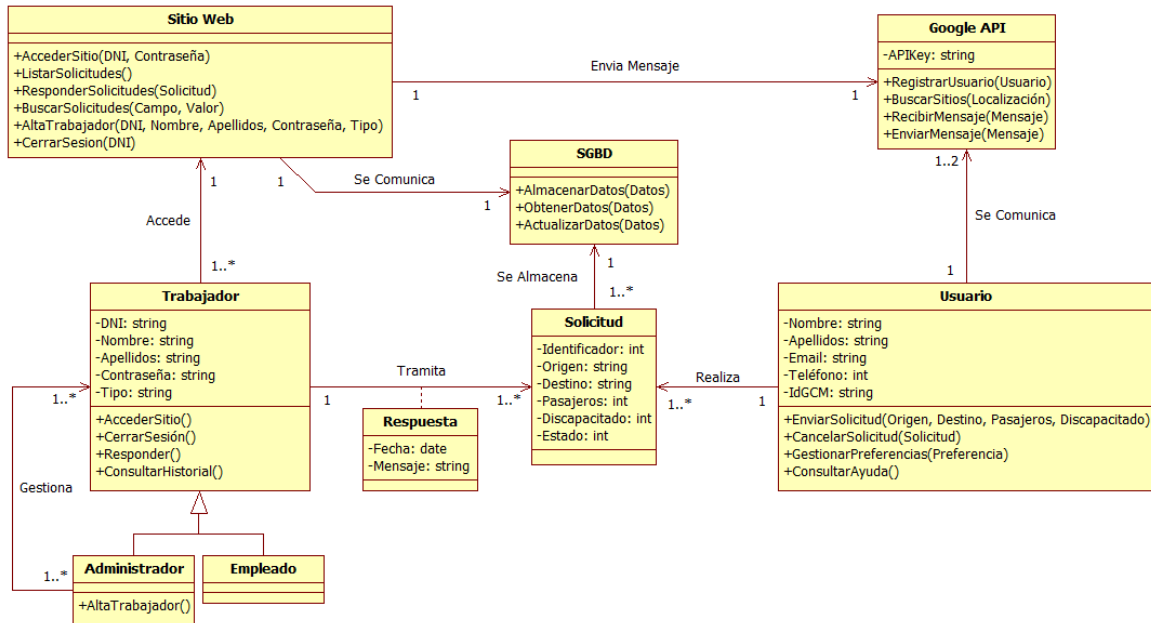 Sitio Web
+AccederSitio(DNI, Contraseña)
+ListarSolicitudes()
+ResponderSolicitudes(Solicitud)
+BuscarSolicitudes(Campo, Valor)
+AltaTrabajador(DNI, Nombre, Apellidos, Contraseña, Tipo)
+CerrarSesion(DNI)
Envia Mensaje
1
1
Google API
-APIKey: string
+RegistrarUsuario(Usuario)
+BuscarSitios(Localización)
+RecibirMensaje(Mensaje)
+EnviarMensaje(Mensaje)
1
Se Comunica
1
SGBD
+AlmacenarDatos(Datos)
+ObtenerDatos(Datos)
+ActualizarDatos(Datos)
1
Accede
1..*
1..2
Se Comunica
1
1
Se Almacena
1..*
Trabajador
-DNI: string
-Nombre: string
-Apellidos: string
-Contraseña: string
-Tipo: string
+AccederSitio()
+CerrarSesión()
+Responder()
+ConsultarHistorial()
Tramita
1
1..*
Respuesta
-Fecha: date
-Mensaje: string
Solicitud
-Identificador: int
-Origen: string
-Destino: string
-Pasajeros: int
-Discapacitado: int
-Estado: int
Realiza
1..*
1
Usuario
-Nombre: string
-Apellidos: string
-Email: string
-Teléfono: int
-IdGCM: string
+EnviarSolicitud(Origen, Destino, Pasajeros, Discapacitado)
+CancelarSolicitud(Solicitud)
+GestionarPreferencias(Preferencia)
+ConsultarAyuda()
1..*
Gestiona
1..*
Administrador
+AltaTrabajador()
Empleado